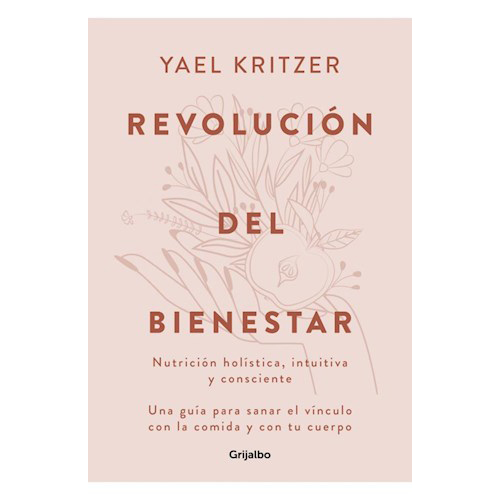 YAEL KRITZER
REVOLUCIÓN
DEL
BIENESTAR
Nutrición holística, intuitiva
y consciente
Una guía para sanar el vínculo
con la comida y con tu cuerpo
Grijalbo